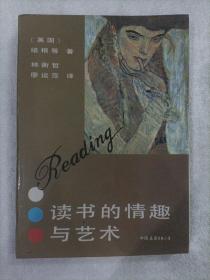 （英国）
培根等 著
林衡哲
廖运范 译
Reading
读书的情趣
与艺术